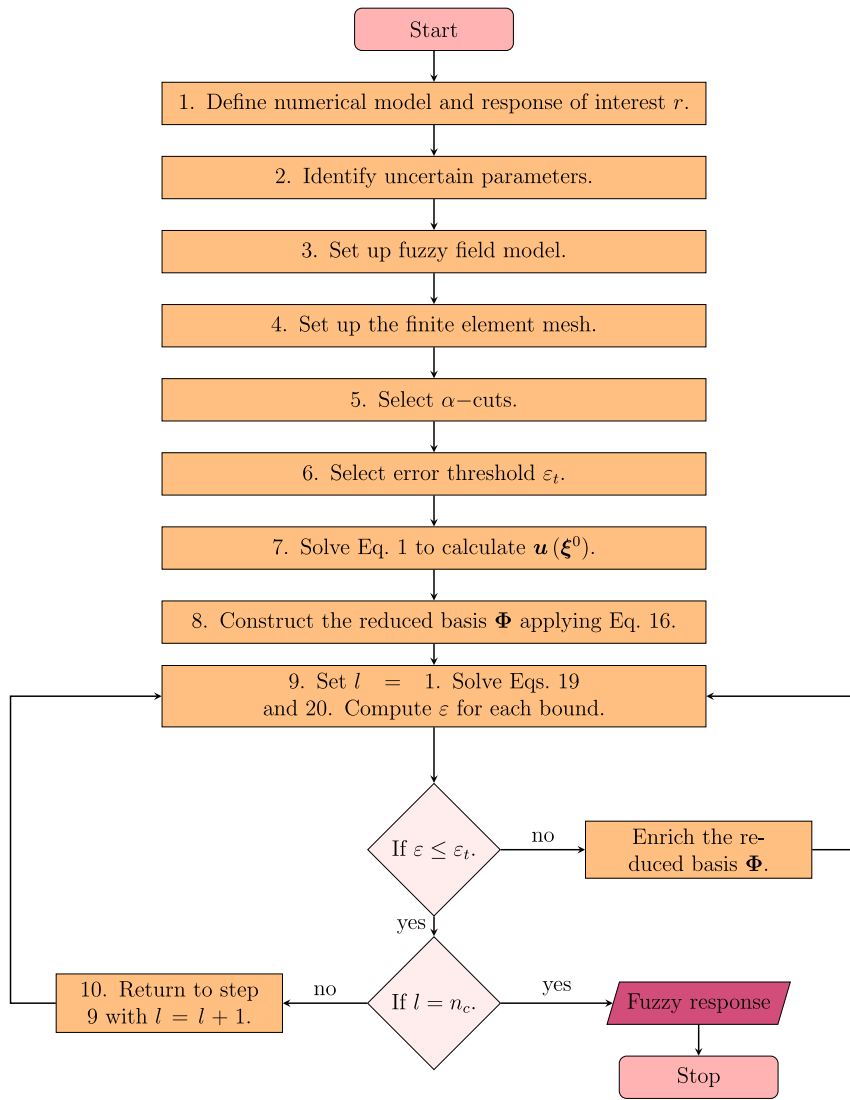 Start
1. Define numerical model and response of interest r.
2. Identify uncertain parameters.
3. Set up fuzzy field model.
4. Set up the finite element mesh.
5. Select α−cuts.
6. Select error threshold εₜ.
7. Solve Eq. 1 to calculate u (ξ⁰).
8. Construct the reduced basis Φ applying Eq. 16.
9. Set l = 1. Solve Eqs. 19
and 20. Compute ε for each bound.
If ε ≤ εₜ.
no
Enrich the re-
duced basis Φ.
yes
10. Return to step
9 with l = l + 1.
no
If l = n_c.
yes
Fuzzy response
Stop